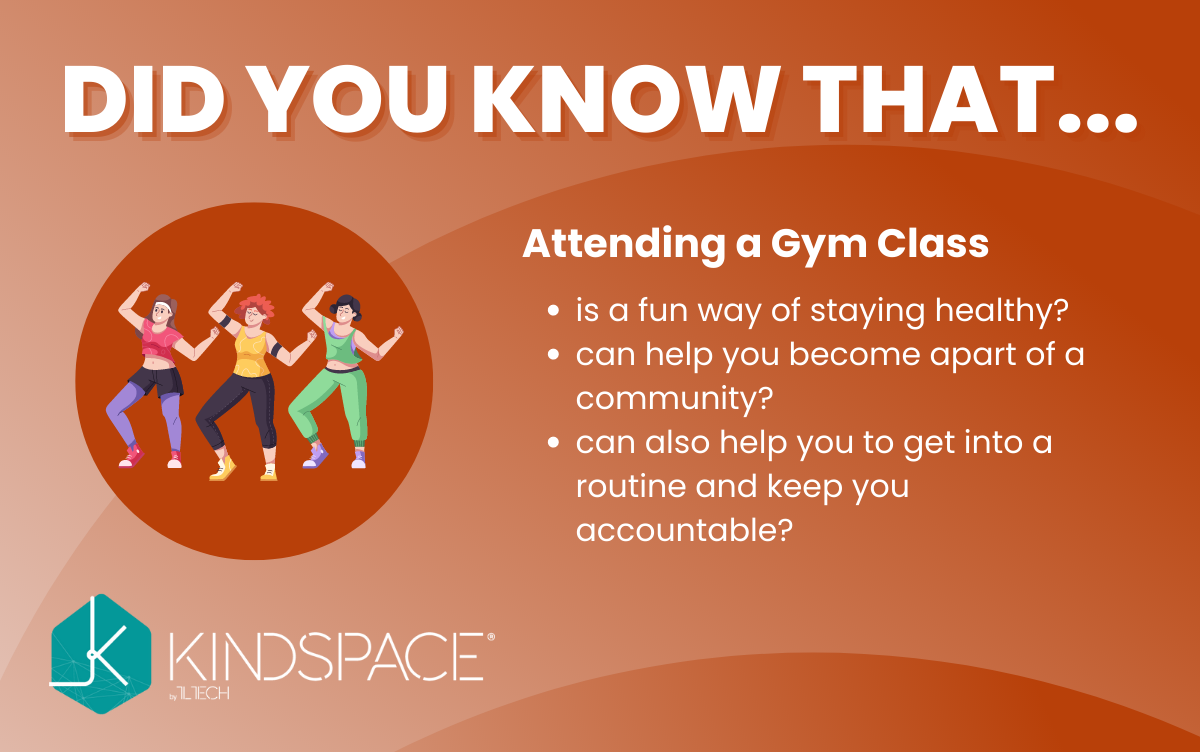 DID YOU KNOW THAT...
Attending a Gym Class
• is a fun way of staying healthy?
• can help you become apart of a
community?
• can also help you to get into a
routine and keep you
accountable?
KINDSPACE®
by TLTECH